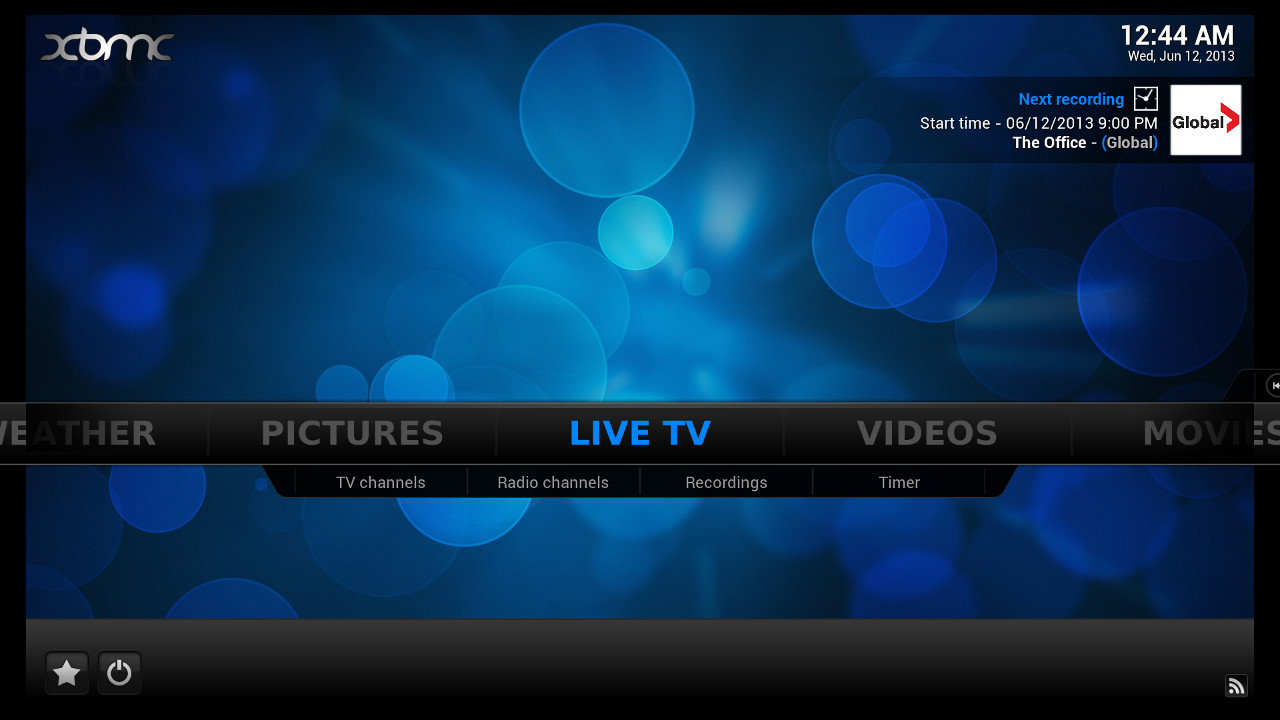 xbmc
12:44 AM
Wed, Jun 12, 2013
Next recording
Start time - 06/12/2013 9:00 PM
The Office - (Global)
Global
WEATHER PICTURES LIVE TV VIDEOS MOVIES
TV channels Radio channels Recordings Timer